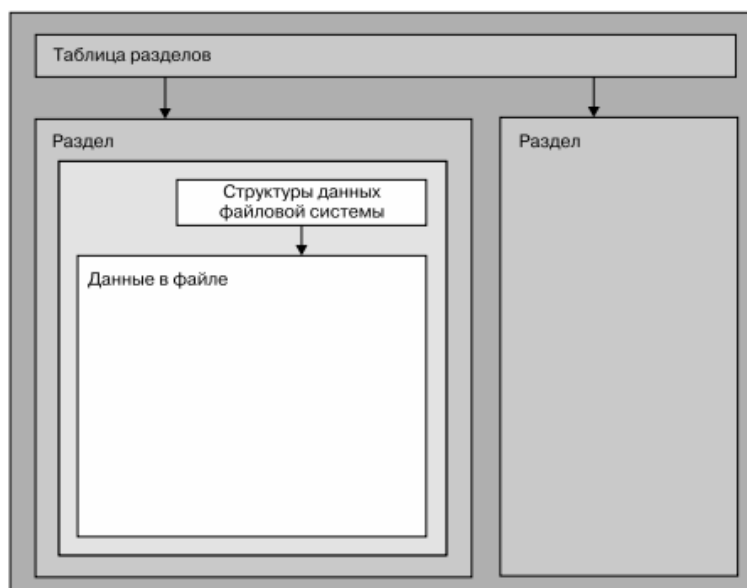 Таблица разделов
Раздел
Раздел
Структуры данных
файловой системы
Данные в файле